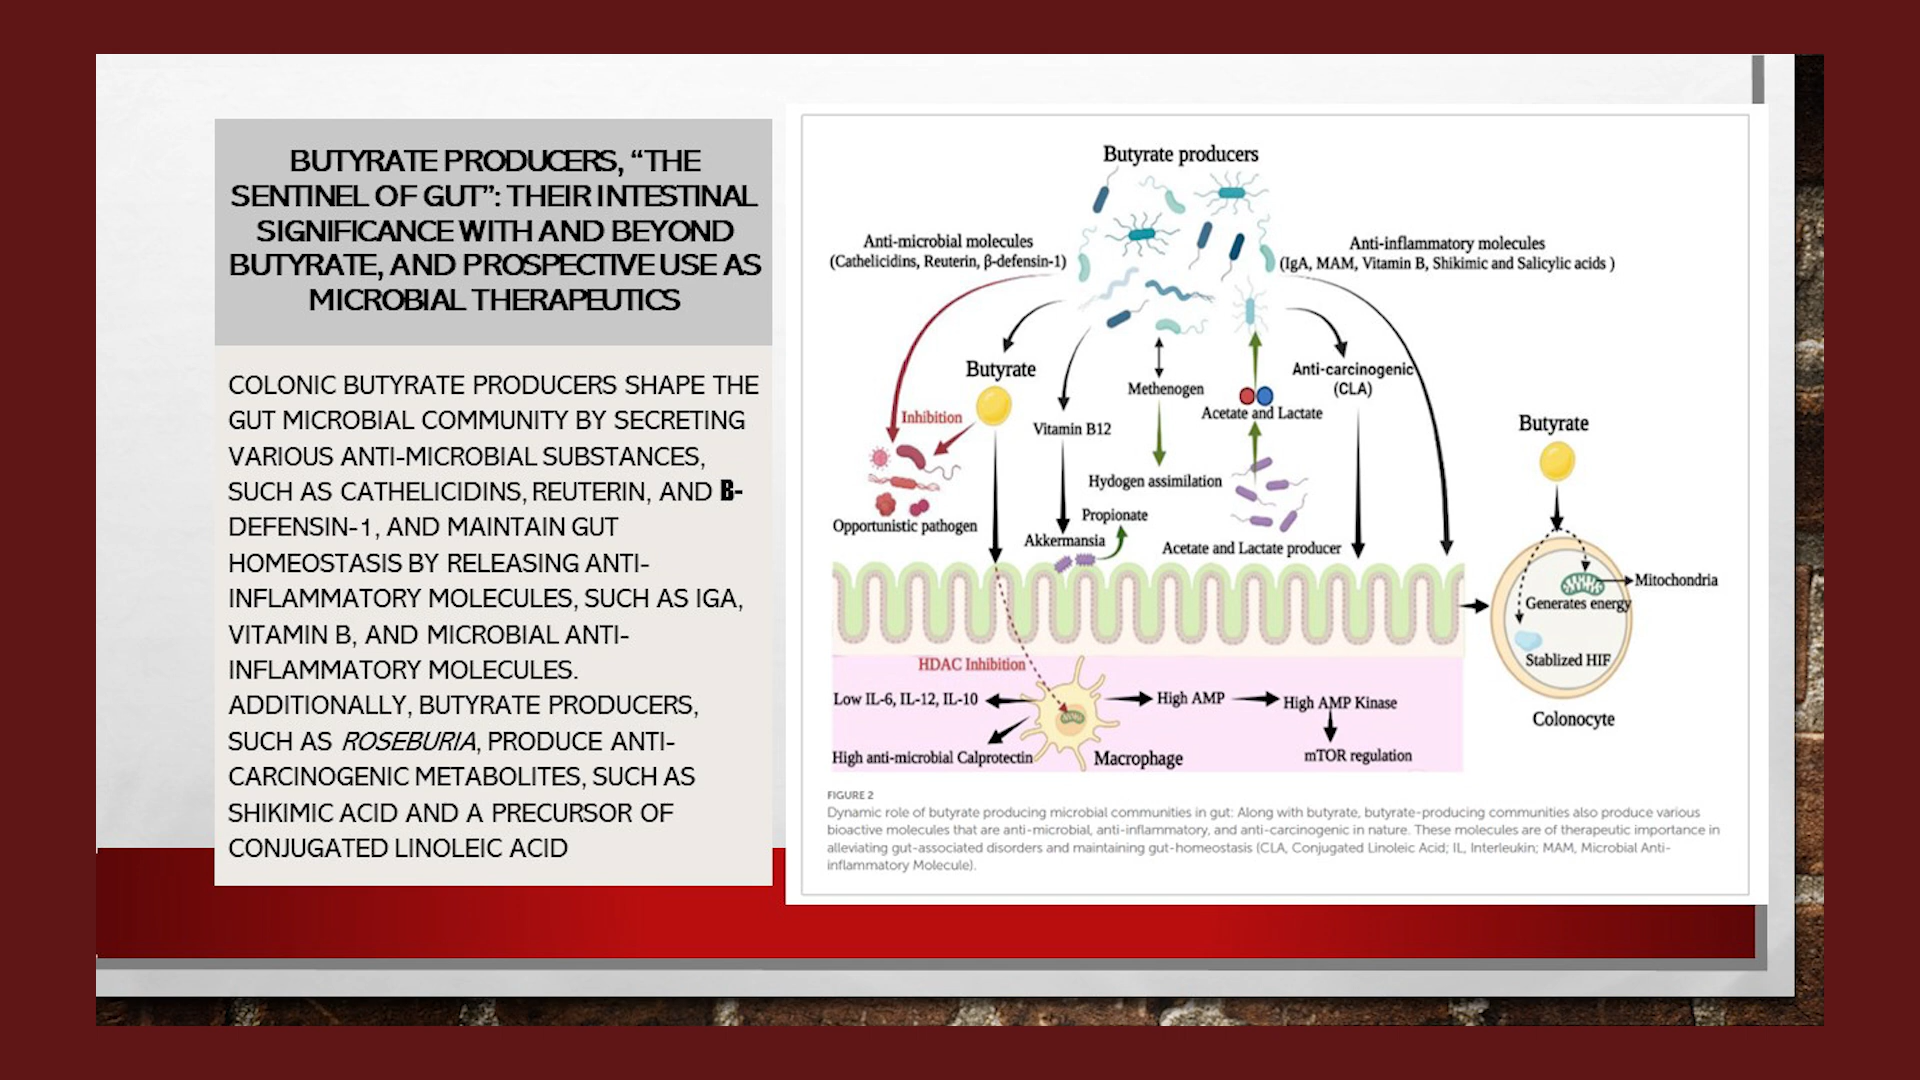 BUTYRATE PRODUCERS, “THE
SENTINEL OF GUT”: THEIR INTESTINAL
SIGNIFICANCE WITH AND BEYOND
BUTYRATE, AND PROSPECTIVE USE AS
MICROBIAL THERAPEUTICS
COLONIC BUTYRATE PRODUCERS SHAPE THE
GUT MICROBIAL COMMUNITY BY SECRETING
VARIOUS ANTI-MICROBIAL SUBSTANCES,
SUCH AS CATHELICIDINS, REUTERIN, AND Β-
DEFENSIN-1, AND MAINTAIN GUT
HOMEOSTASIS BY RELEASING ANTI-
INFLAMMATORY MOLECULES, SUCH AS IGA,
VITAMIN B, AND MICROBIAL ANTI-
INFLAMMATORY MOLECULES.
ADDITIONALLY, BUTYRATE PRODUCERS,
SUCH AS ROSEBURIA, PRODUCE ANTI-
CARCINOGENIC METABOLITES, SUCH AS
SHIKIMIC ACID AND A PRECURSOR OF
CONJUGATED LINOLEIC ACID
Butyrate producers
Anti-microbial molecules
(Cathelicidins, Reuterin, β-defensin-1)
Anti-inflammatory molecules
(IgA, MAM, Vitamin B, Shikimic and Salicylic acids )
Butyrate
Inhibition
Opportunistic pathogen
Vitamin B12
Akkermansia
Propionate
Methenogen
Hydogen assimilation
Acetate and Lactate
Acetate and Lactate producer
Anti-carcinogenic
(CLA)
Butyrate
Mitochondria
Generates energy
Stablized HIF
Colonocyte
HDAC Inhibition
Low IL-6, IL-12, IL-10
High anti-microbial Calprotectin
Macrophage
High AMP
High AMP Kinase
mTOR regulation
FIGURE 2
Dynamic role of butyrate producing microbial communities in gut: Along with butyrate, butyrate-producing communities also produce various
bioactive molecules that are anti-microbial, anti-inflammatory, and anti-carcinogenic in nature. These molecules are of therapeutic importance in
alleviating gut-associated disorders and maintaining gut-homeostasis (CLA, Conjugated Linoleic Acid; IL, Interleukin; MAM, Microbial Anti-
inflammatory Molecule).